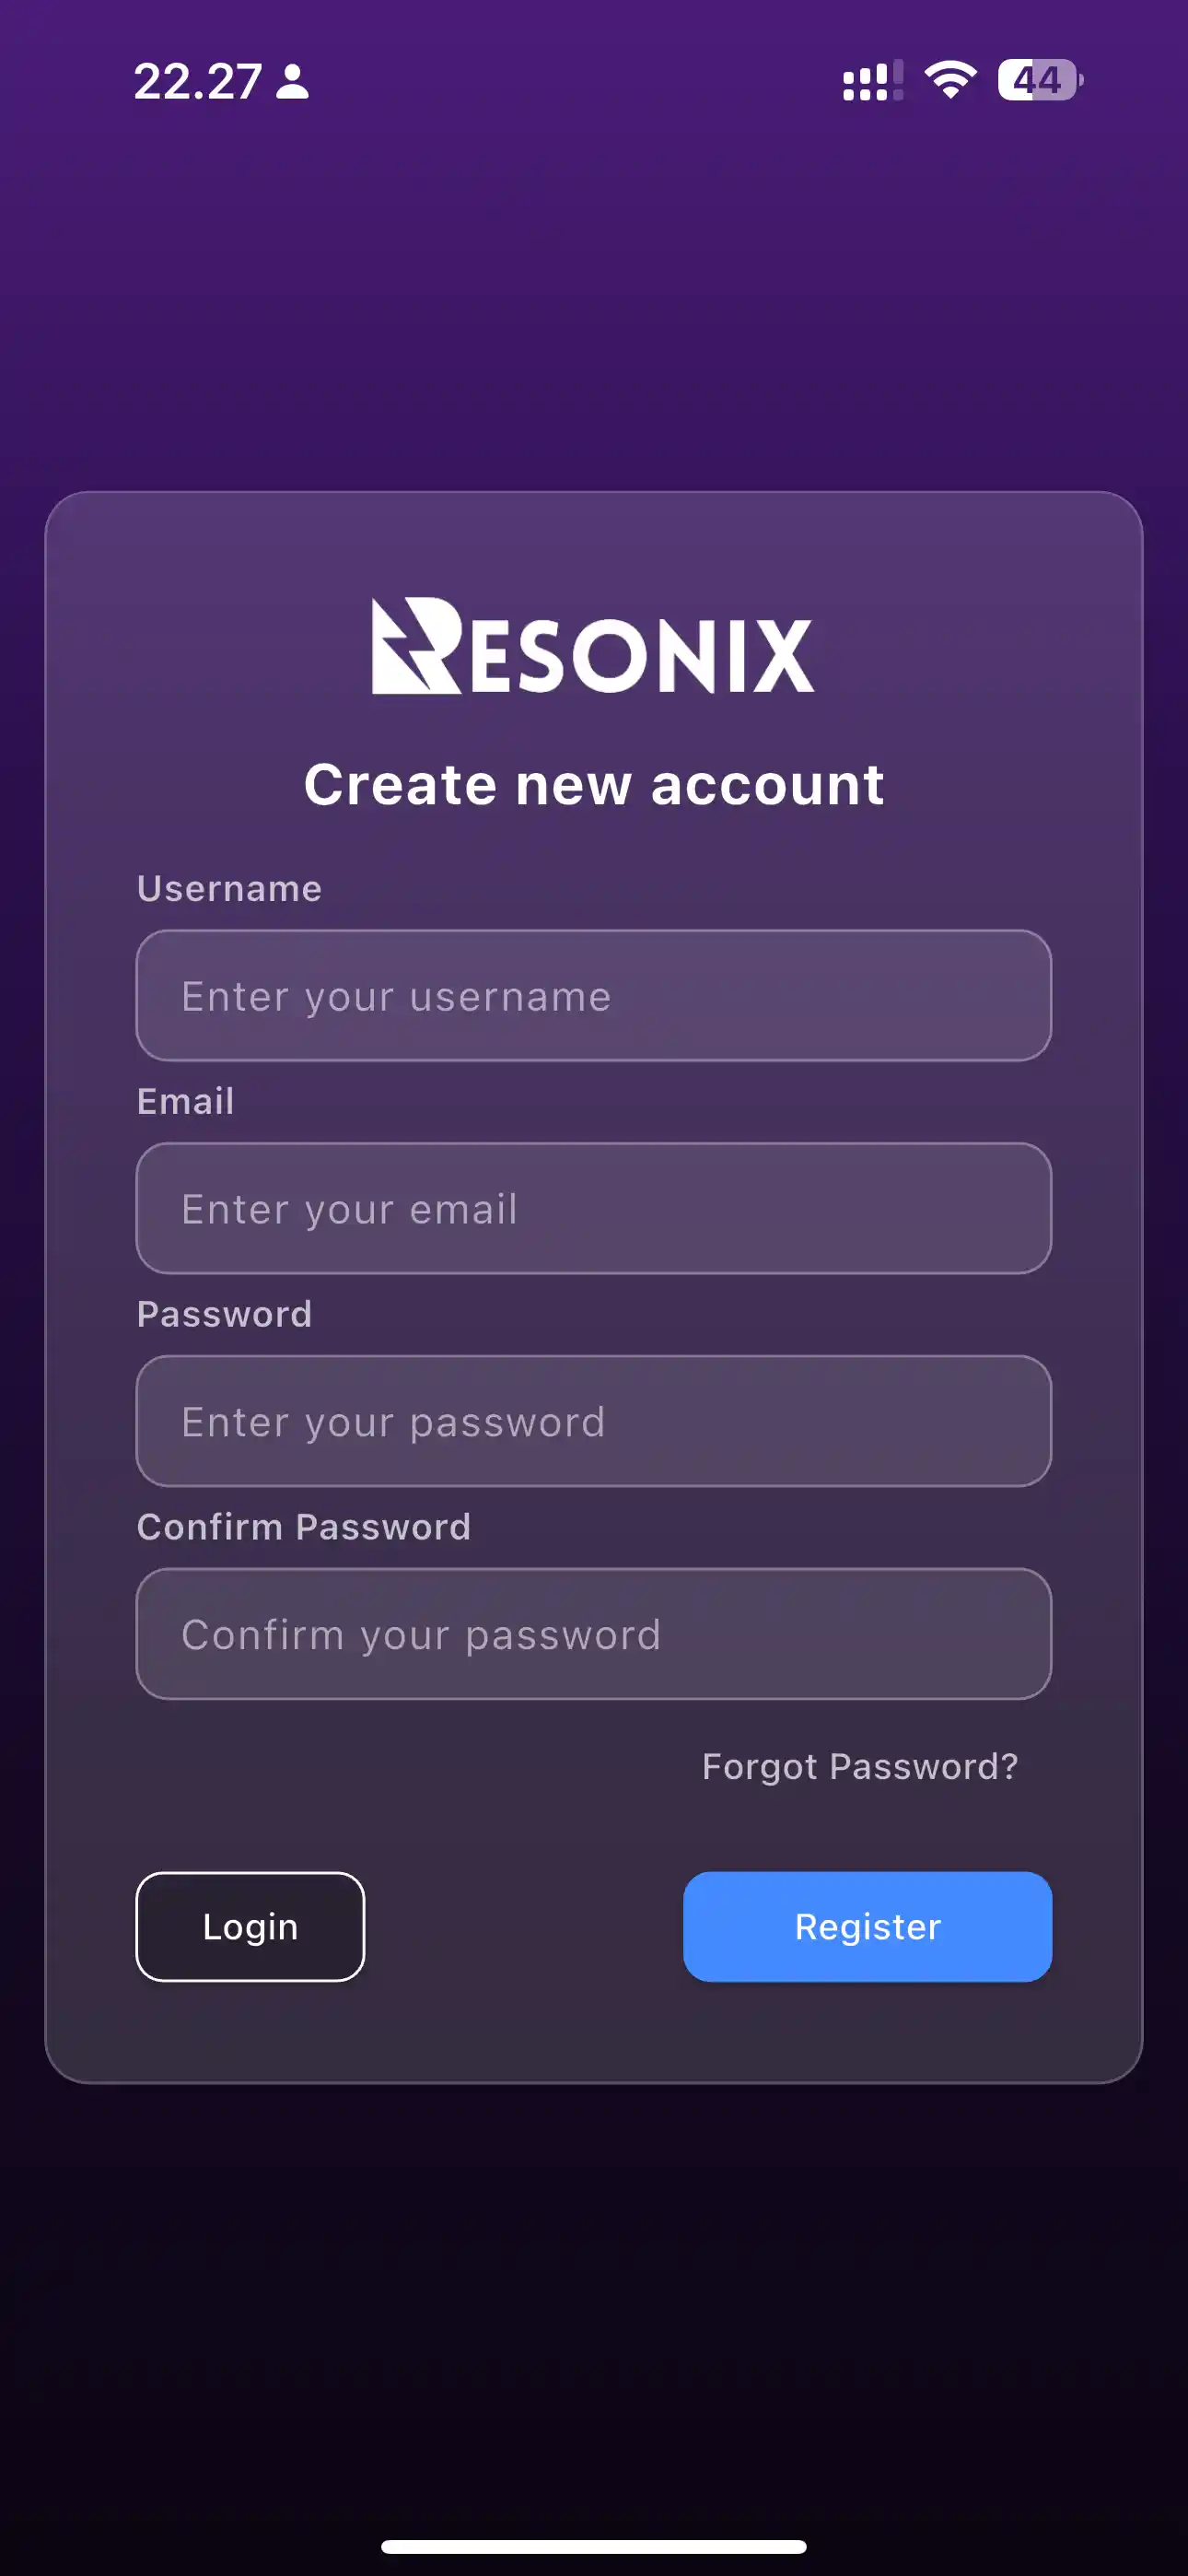 22.27
44
RESONIX
Create new account
Username
Enter your username
Email
Enter your email
Password
Enter your password
Confirm Password
Confirm your password
Forgot Password?
Login
Register